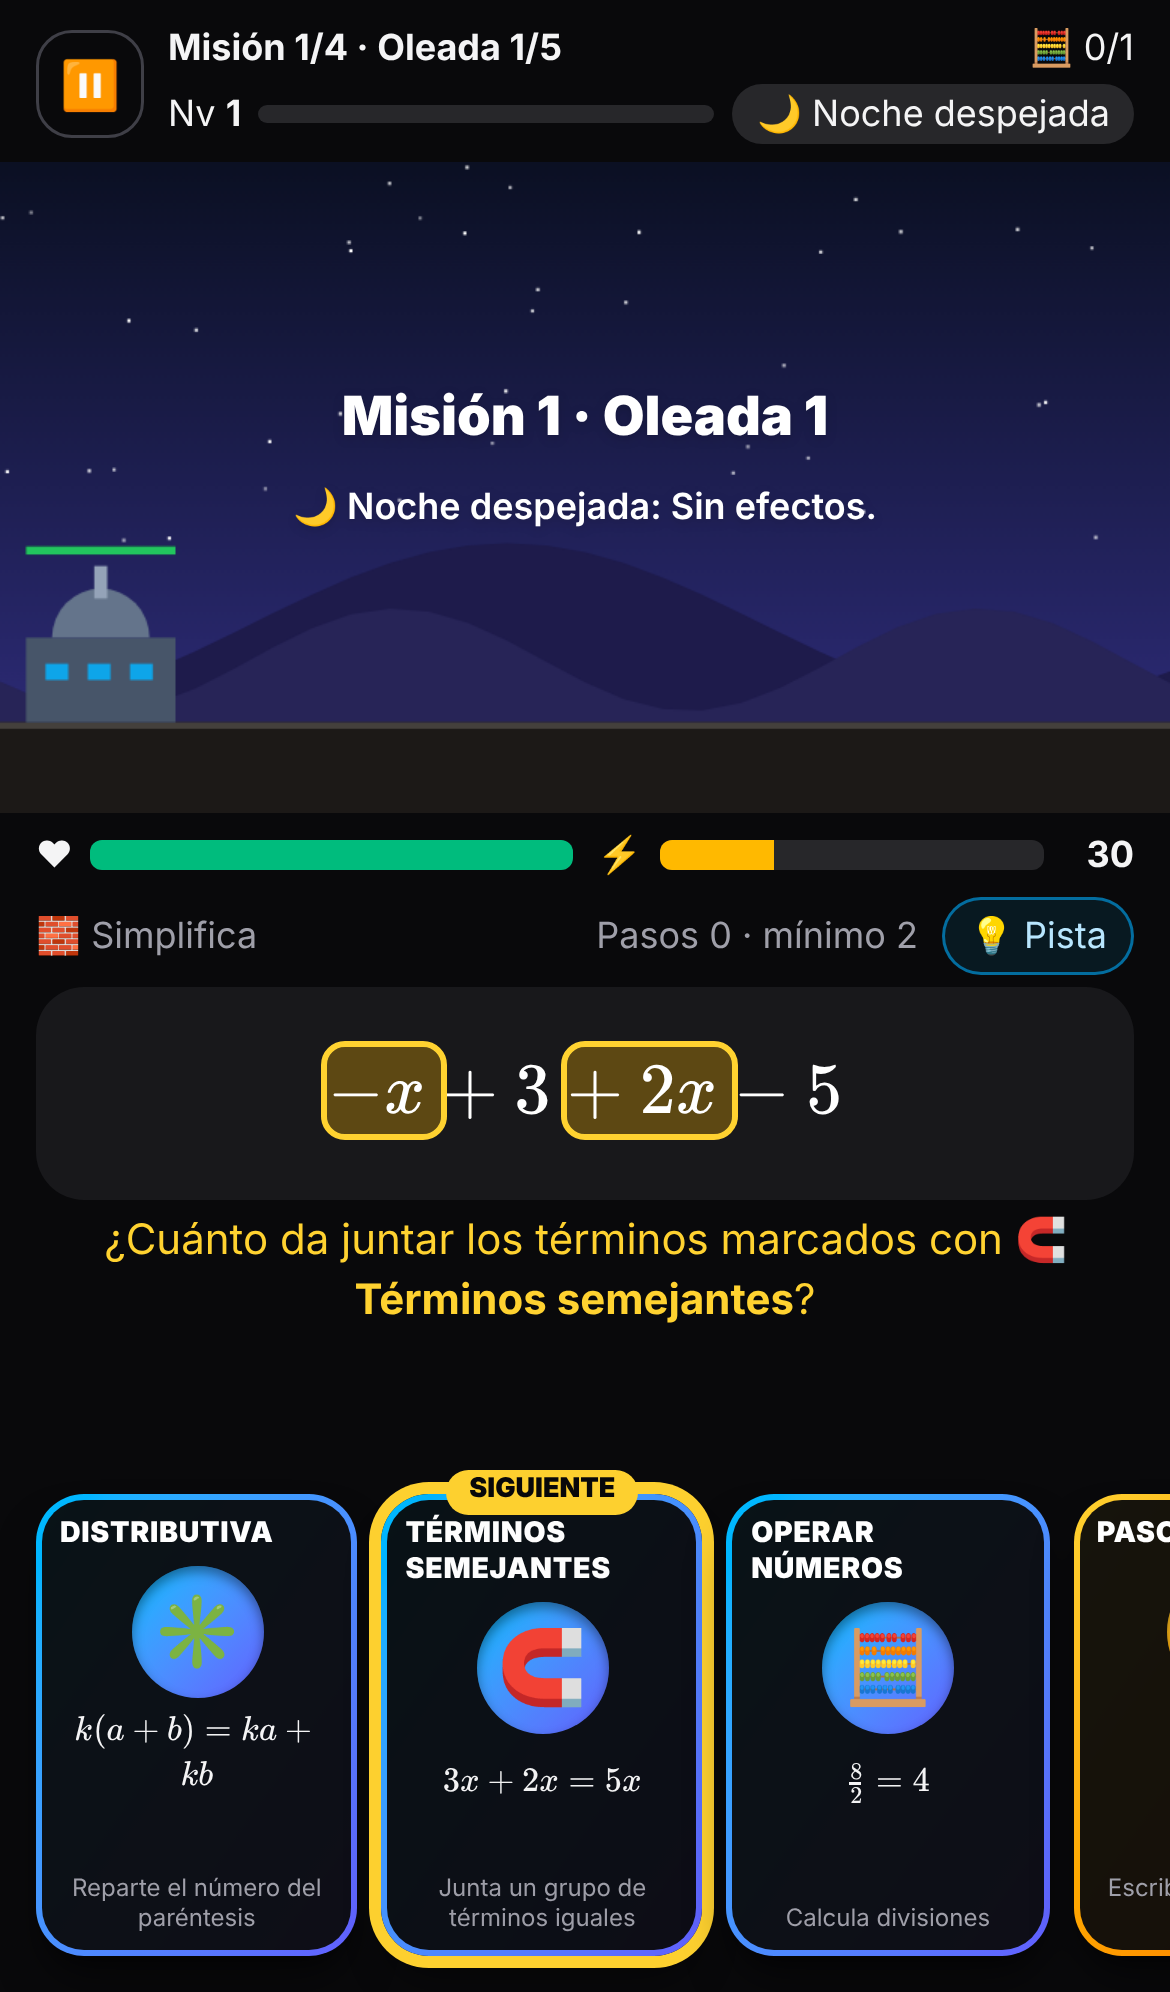 Misión 1/4 · Oleada 1/5
🧮 0/1
Nv 1
🌙 Noche despejada
Misión 1 · Oleada 1
🌙 Noche despejada: Sin efectos.
30
🧱 Simplifica
Pasos 0 · mínimo 2
💡 Pista
−x + 3 + 2x − 5
¿Cuánto da juntar los términos marcados con 🧲
Términos semejantes?
SIGUIENTE
DISTRIBUTIVA
k(a + b) = ka +
kb
Reparte el número del
paréntesis
TÉRMINOS
SEMEJANTES
3x + 2x = 5x
Junta un grupo de
términos iguales
OPERAR
NÚMEROS
8/2 = 4
Calcula divisiones